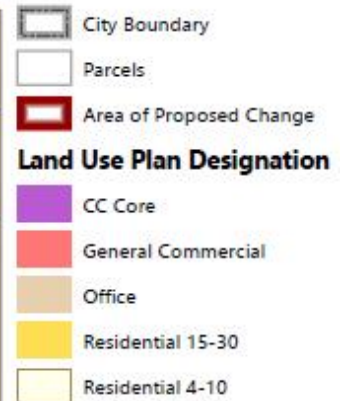 City Boundary
Parcels
Area of Proposed Change
Land Use Plan Designation
CC Core
General Commercial
Office
Residential 15-30
Residential 4-10